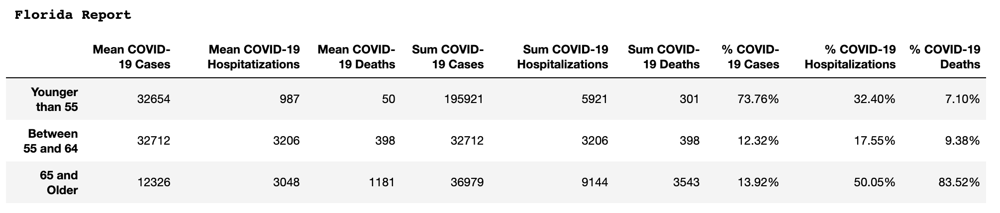 Florida Report
Mean COVID- Mean COVID-19 Mean COVID- Sum COVID- Sum COVID-19 Sum COVID- % COVID- % COVID-19 % COVID-19
19 Cases Hospitatizations 19 Deaths 19 Cases Hospitalizations 19 Deaths 19 Cases Hospitalizations Deaths
Younger
than 55 32654 987 50 195921 5921 301 73.76% 32.40% 7.10%
Between
55 and 64 32712 3206 398 32712 3206 398 12.32% 17.55% 9.38%
65 and
Older 12326 3048 1181 36979 9144 3543 13.92% 50.05% 83.52%